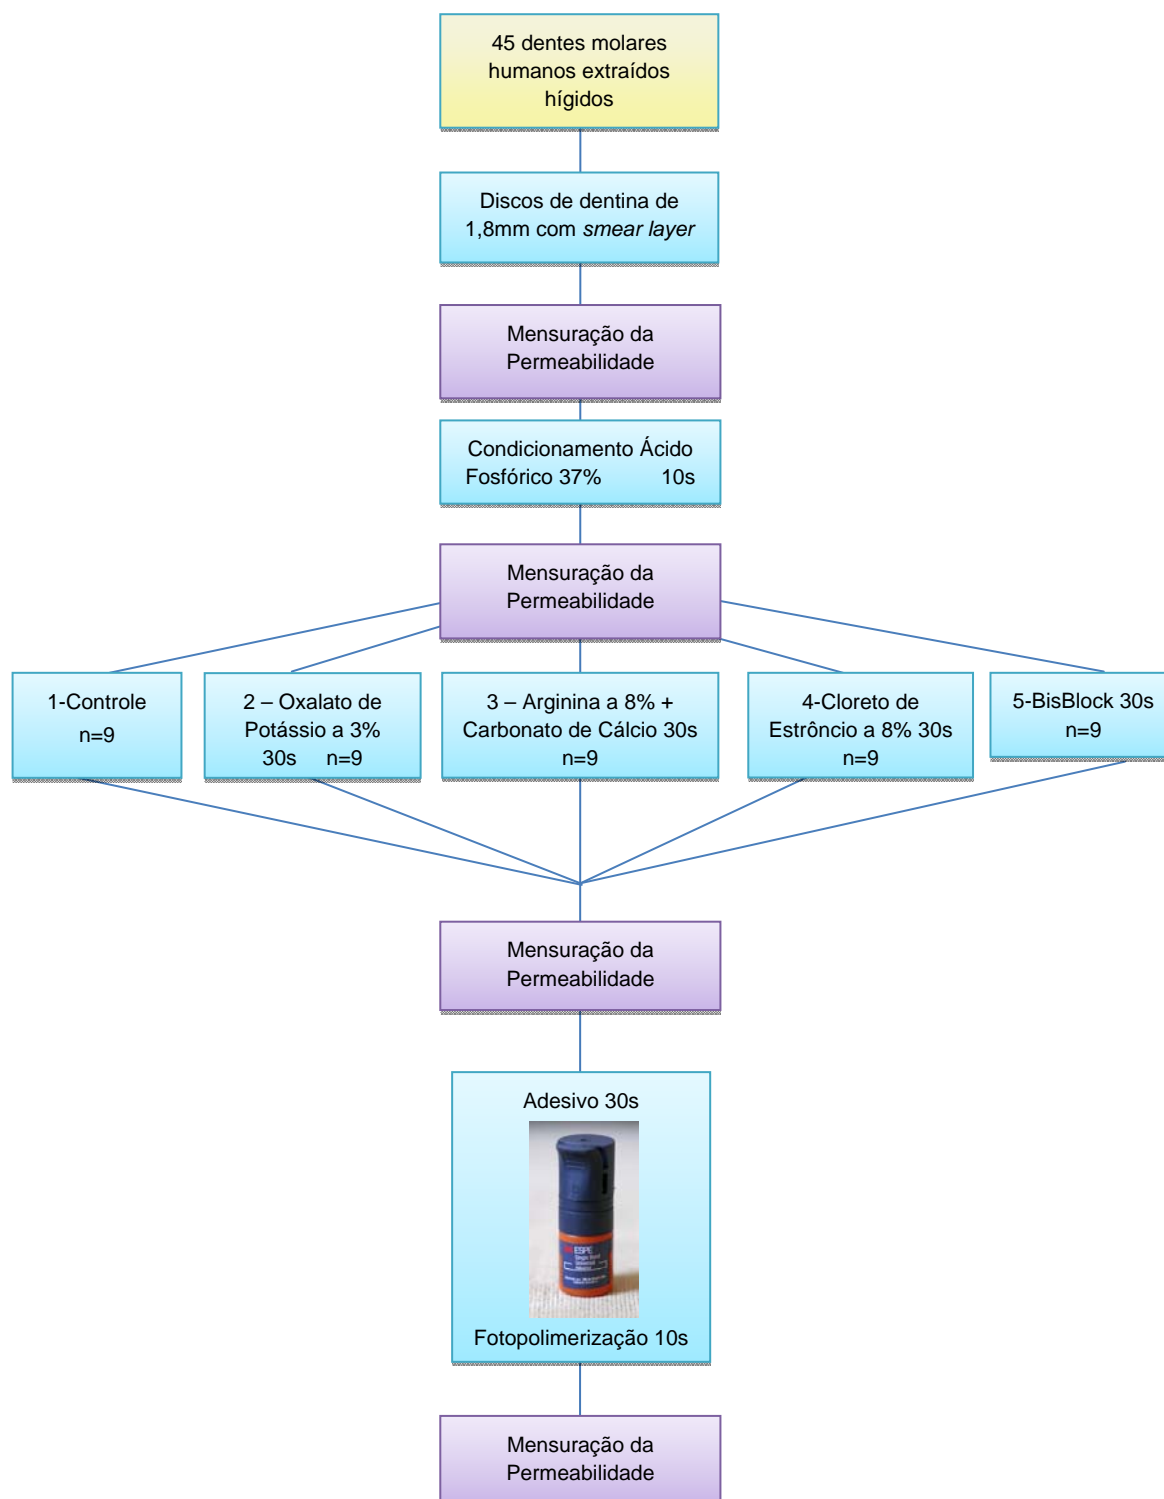 45 dentes molares
humanos extraídos
hígidos
Discos de dentina de
1,8mm com smear layer
Mensuração da
Permeabilidade
Condicionamento Ácido
Fosfórico 37% 10s
Mensuração da
Permeabilidade
1-Controle
n=9
2 – Oxalato de
Potássio a 3%
30s n=9
3 – Arginina a 8% +
Carbonato de Cálcio 30s
n=9
4-Cloreto de
Estrôncio a 8% 30s
n=9
5-BisBlock 30s
n=9
Mensuração da
Permeabilidade
Adesivo 30s
ESPE
Single Bond
Universal
Fotopolimerização 10s
Mensuração da
Permeabilidade